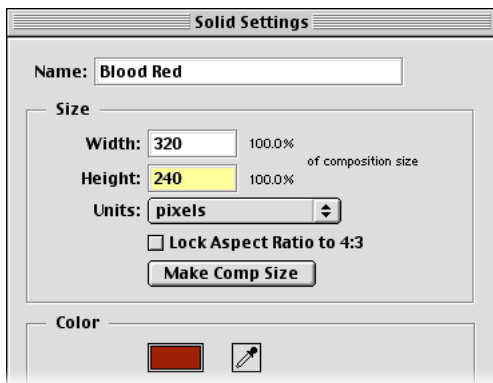 Solid Settings
Name: Blood Red
Size
Width: 320 100.0%
of composition size
Height: 240 100.0%
Units: pixels
Lock Aspect Ratio to 4:3
Make Comp Size
Color